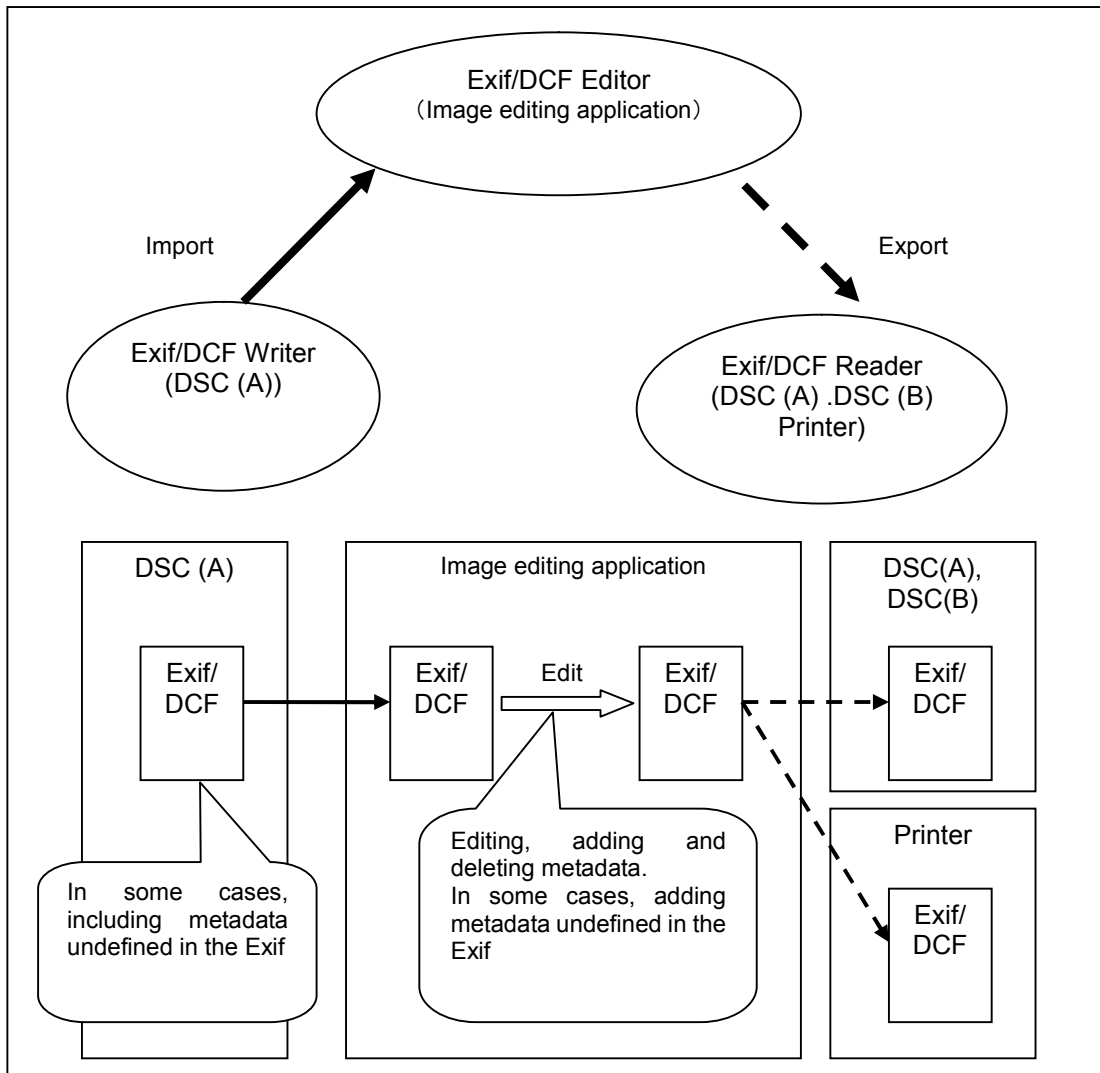 Exif/DCF Editor
（Image editing application）
Import
Export
Exif/DCF Writer
(DSC (A))
Exif/DCF Reader
(DSC (A) .DSC (B)
Printer)
DSC (A)
Image editing application
DSC(A),
DSC(B)
Exif/
DCF
Exif/
DCF
Edit
Exif/
DCF
Exif/
DCF
In some cases,
including metadata
undefined in the Exif
Editing, adding and
deleting metadata.
In some cases, adding
metadata undefined in the
Exif
Printer
Exif/
DCF